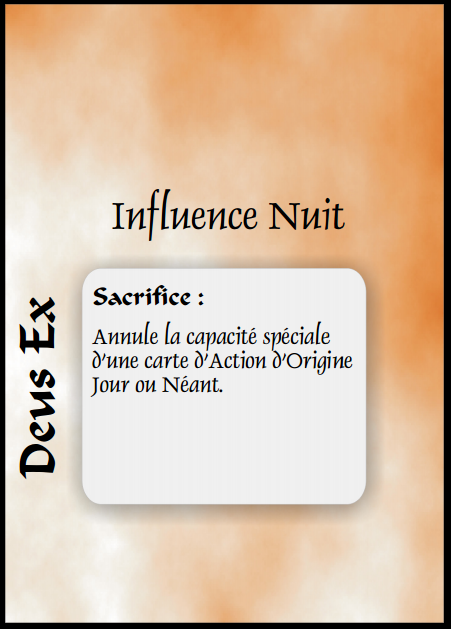 Influence Nuit
Deus Ex
Sacrifice :
Annule la capacité spéciale
d'une carte d'Action d'Origine
Jour ou Néant.